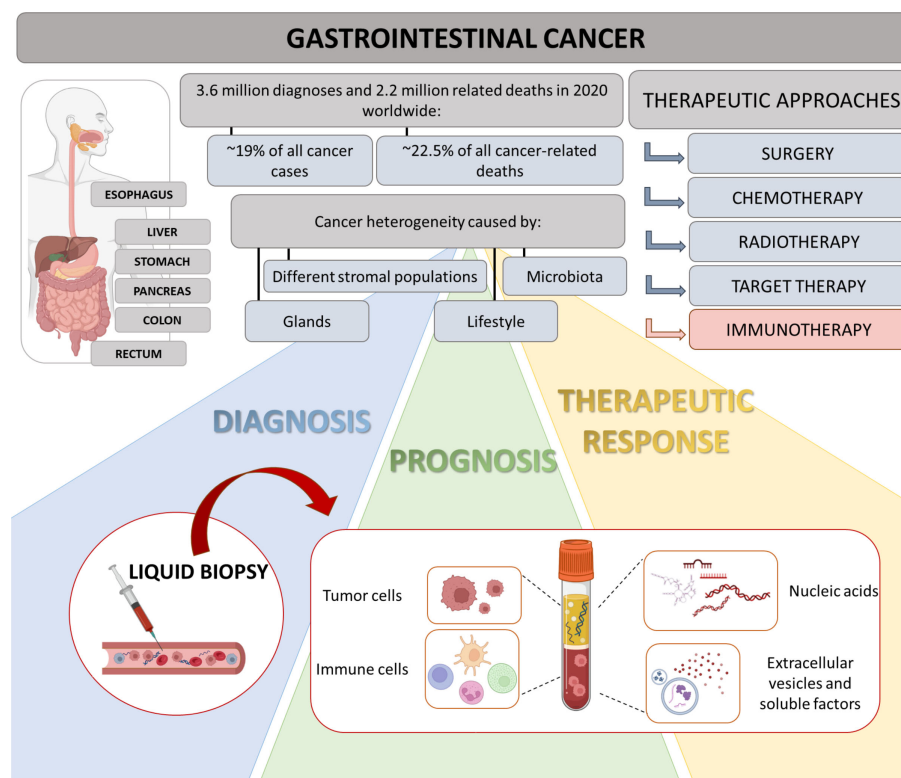 GASTROINTESTINAL CANCER
3.6 million diagnoses and 2.2 million related deaths in 2020
worldwide:
~19% of all cancer
cases
~22.5% of all cancer-related
deaths
ESOPHAGUS
LIVER
STOMACH
PANCREAS
COLON
RECTUM
Cancer heterogeneity caused by:
Different stromal populations
Microbiota
Glands
Lifestyle
THERAPEUTIC APPROACHES
SURGERY
CHEMOTHERAPY
RADIOTHERAPY
TARGET THERAPY
IMMUNOTHERAPY
DIAGNOSIS
PROGNOSIS
THERAPEUTIC
RESPONSE
LIQUID BIOPSY
Tumor cells
Immune cells
Nucleic acids
Extracellular
vesicles and
soluble factors